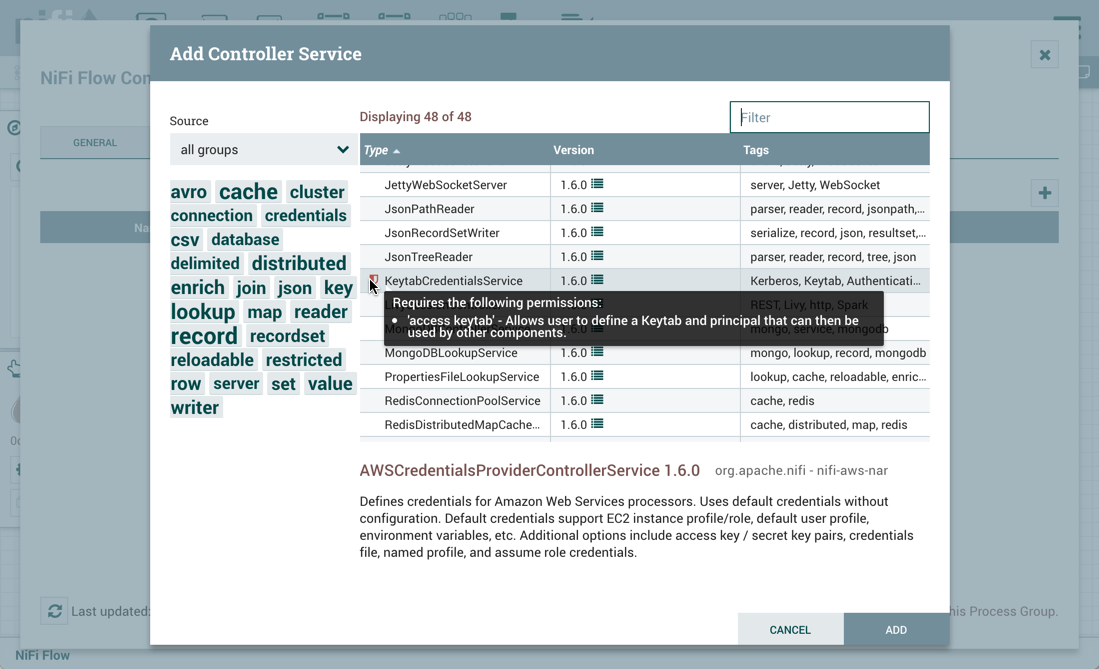 nifi
NiFi Flow Con
GENERAL
Na
Last updated:
his Process Group.
NiFi Flow
Add Controller Service
Source
all groups
avro cache cluster
connection credentials
csv database
delimited distributed
enrich join json key
lookup map reader
record recordset
reloadable restricted
row server set value
writer
Displaying 48 of 48
Filter
Type Version Tags
JettyWebSocketServer 1.6.0 server, Jetty, WebSocket
JsonPathReader 1.6.0 parser, reader, record, jsonpath,...
JsonRecordSetWriter 1.6.0 serialize, record, json, resultset,...
JsonTreeReader 1.6.0 parser, reader, record, tree, json
KeytabCredentialsService 1.6.0 Kerberos, Keytab, Authenticati...
REST, Livy, http, Spark
mongo, service, mongodb
Requires the following permissions:
• 'access keytab' - Allows user to define a Keytab and principal that can then be
used by other components.
MongoDBLookupService 1.6.0 mongo, lookup, record, mongodb
PropertiesFileLookupService 1.6.0 lookup, cache, reloadable, enric...
RedisConnectionPoolService 1.6.0 cache, redis
RedisDistributedMapCache... 1.6.0 cache, distributed, map, redis
AWSCredentialsProviderControllerService 1.6.0 org.apache.nifi - nifi-aws-nar
Defines credentials for Amazon Web Services processors. Uses default credentials without
configuration. Default credentials support EC2 instance profile/role, default user profile,
environment variables, etc. Additional options include access key / secret key pairs, credentials
file, named profile, and assume role credentials.
CANCEL ADD